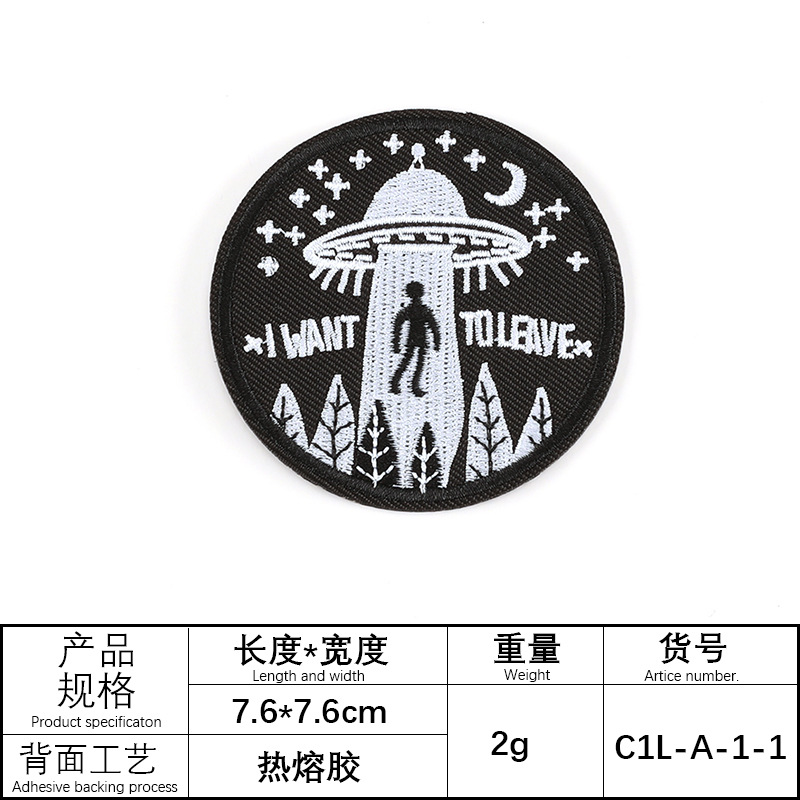 I WANT TO LEAVE
产品
规格
Product specificaton
长度*宽度
Length and width
重量
Weight
货号
Artice number.
7.6*7.6cm
2g
C1L-A-1-1
背面工艺
Adhesive backing process
热熔胶